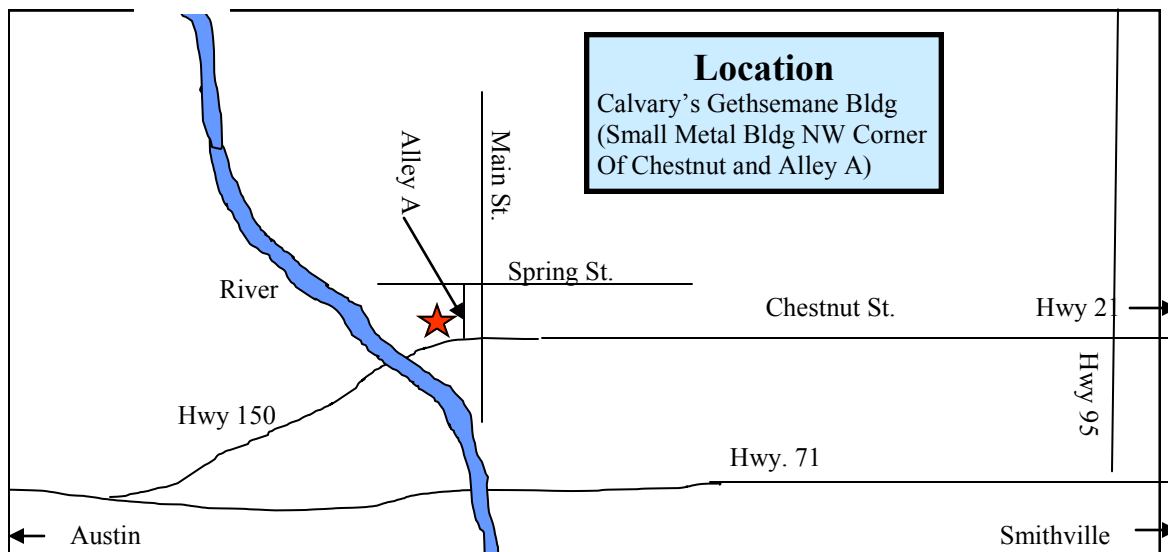 Location
Calvary’s Gethsemane Bldg
(Small Metal Bldg NW Corner
Of Chestnut and Alley A)
Alley A
Main St.
Spring St.
River
Chestnut St.
Hwy 21
Hwy 95
Hwy 150
Hwy. 71
Austin
Smithville